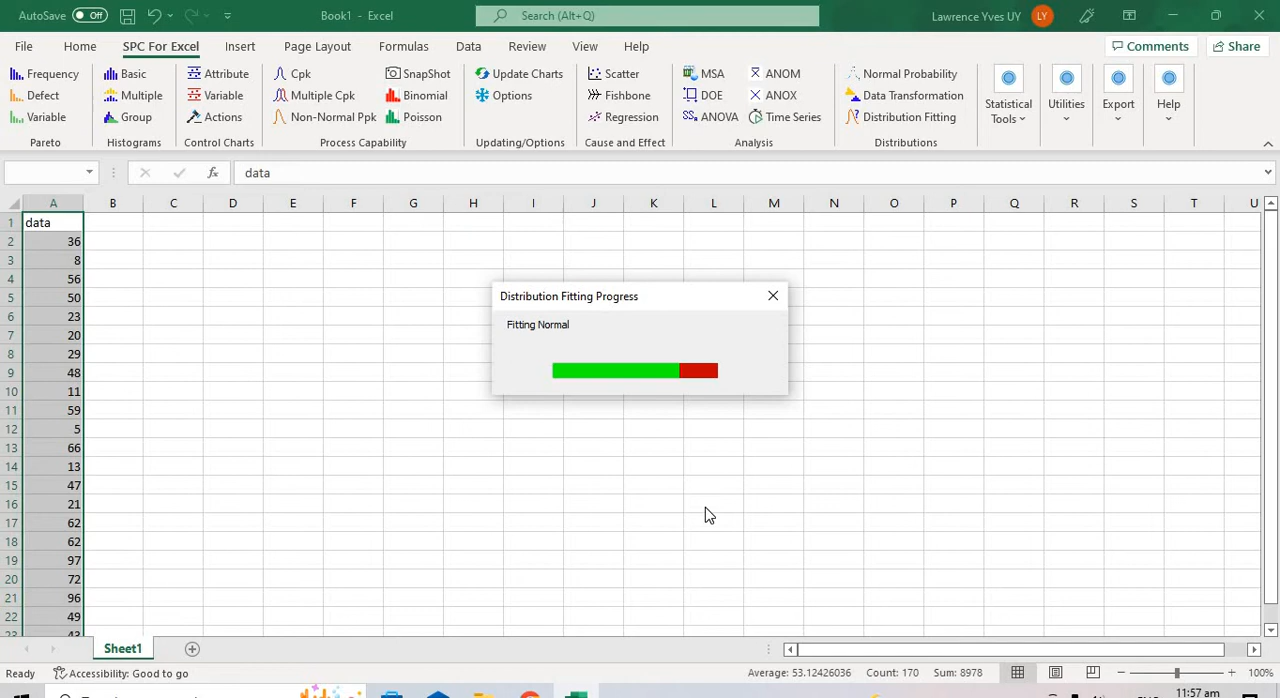 AutoSave Off Book1 - Excel Search (Alt+Q) Lawrence Yves UY LY
File Home SPC For Excel Insert Page Layout Formulas Data Review View Help Comments Share
Frequency Basic Attribute Cpk SnapShot Update Charts Scatter MSA ANOM Normal Probability
Defect Multiple Variable Multiple Cpk Binomial Options Fishbone DOE ANOX Data Transformation
Variable Group Actions Non-Normal Ppk Poisson Regression ANOVA Time Series Distribution Fitting
Statistical Tools Utilities Export Help
Pareto Histograms Control Charts Process Capability Updating/Options Cause and Effect Analysis Distributions
fx data
A B C D E F G H I J K L M N O P Q R S T U
1 data
2 36
3 8
4 56
5 50
6 23
7 20
8 29
9 48
10 11
11 59
12 5
13 66
14 13
15 47
16 21
17 62
18 62
19 97
20 72
21 96
22 49
23 43
Distribution Fitting Progress
Fitting Normal
Sheet1
Ready Accessibility: Good to go Average: 53.12426036 Count: 170 Sum: 8978 100%
11:57 am